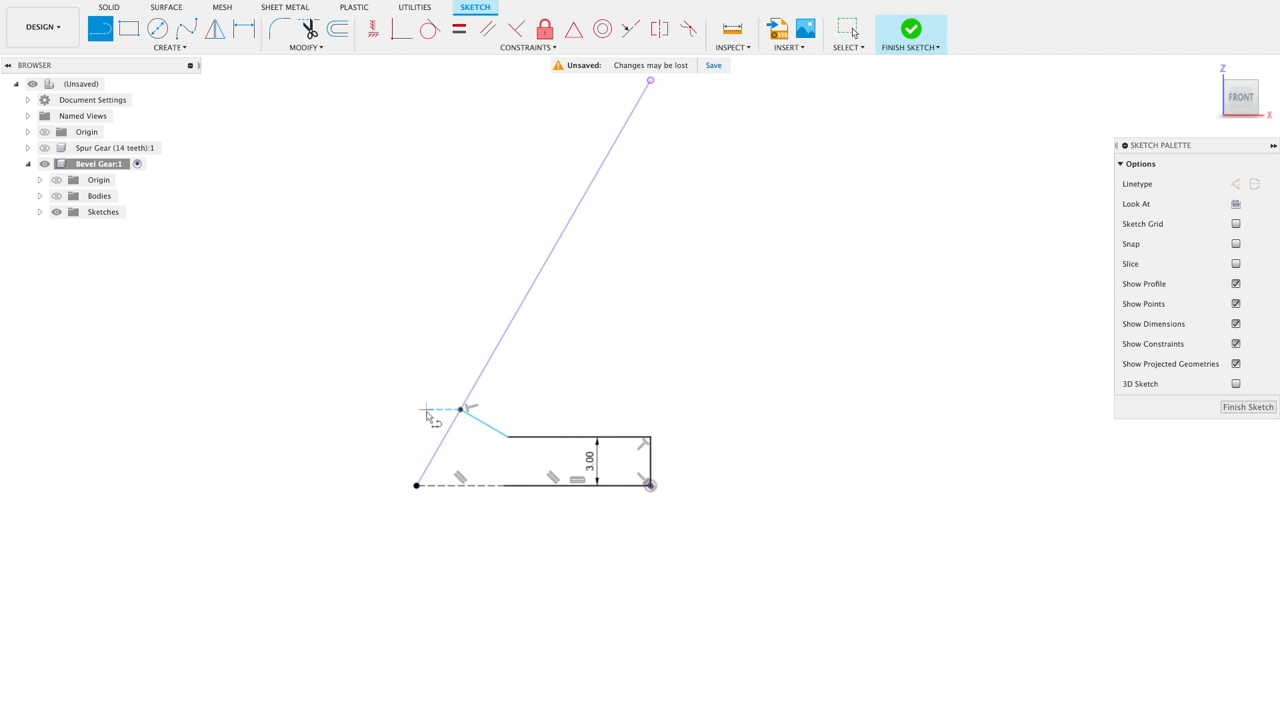 SOLID SURFACE MESH SHEET METAL PLASTIC UTILITIES SKETCH
DESIGN
CREATE MODIFY CONSTRAINTS INSPECT INSERT SELECT FINISH SKETCH
BROWSER
Unsaved: Changes may be lost Save
(Unsaved)
Document Settings
Named Views
Origin
Spur Gear (14 teeth):1
Bevel Gear:1
Origin
Bodies
Sketches
Z
FRONT
X
SKETCH PALETTE
Options
Linetype
Look At
Sketch Grid
Snap
Slice
Show Profile
Show Points
Show Dimensions
Show Constraints
Show Projected Geometries
3D Sketch
Finish Sketch
3.00